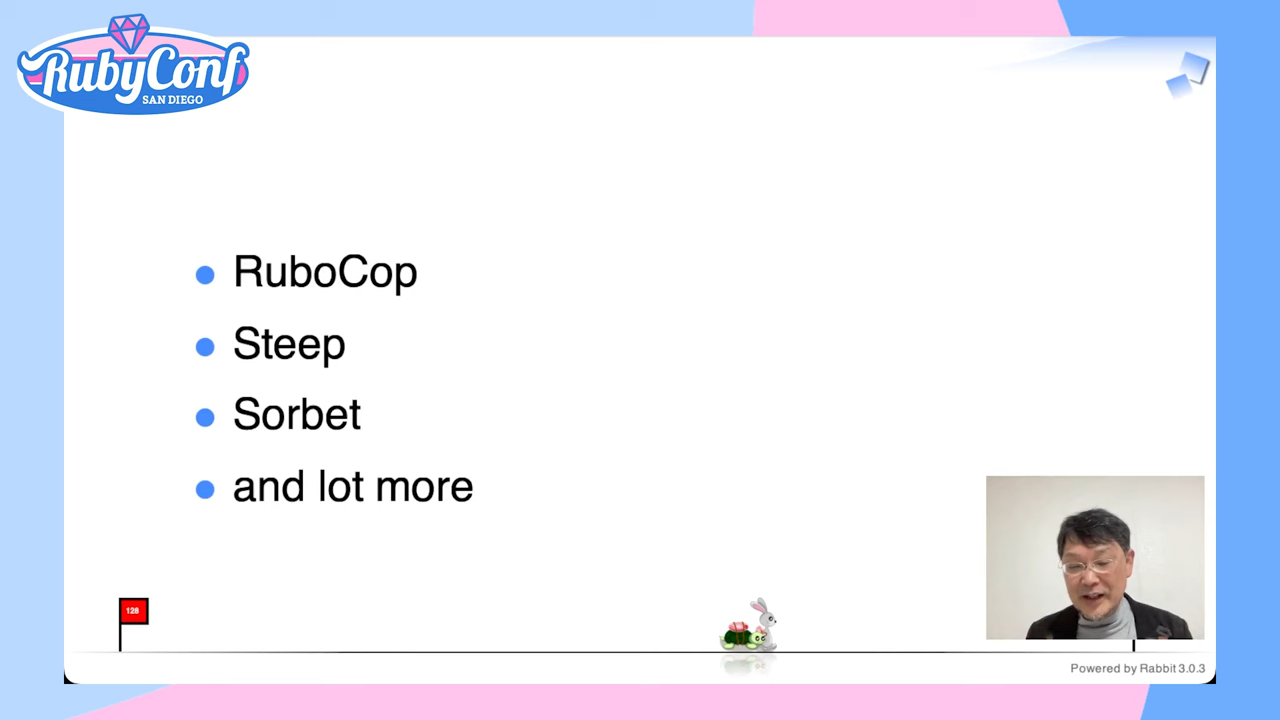 RubyConf
SAN DIEGO
RuboCop
Steep
Sorbet
and lot more
128
Powered by Rabbit 3.0.3